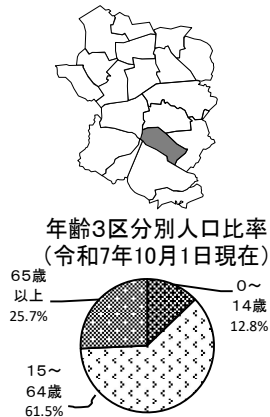 年齢3区分別人口比率
(令和7年10月1日現在)
65歳
以上
25.7%
0～
14歳
12.8%
15～
64歳
61.5%